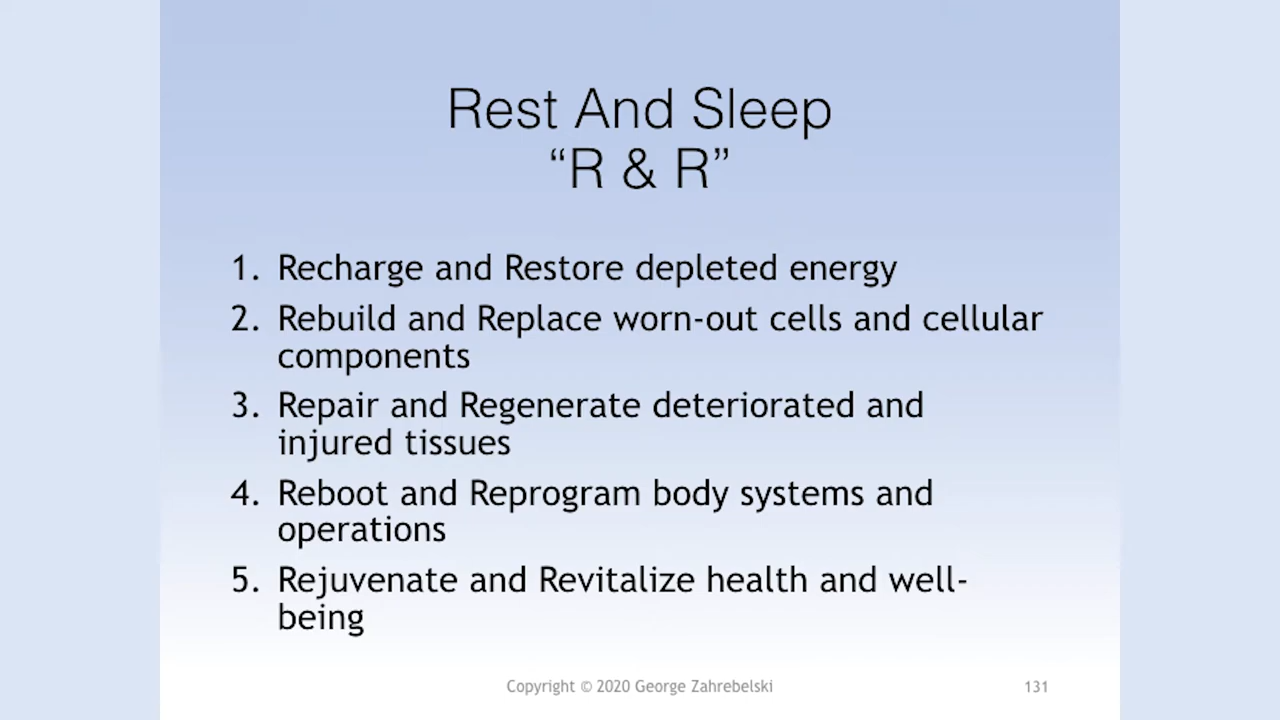 Rest And Sleep
“R & R”
1. Recharge and Restore depleted energy
2. Rebuild and Replace worn-out cells and cellular
components
3. Repair and Regenerate deteriorated and
injured tissues
4. Reboot and Reprogram body systems and
operations
5. Rejuvenate and Revitalize health and well-
being
Copyright © 2020 George Zahrebelski
131